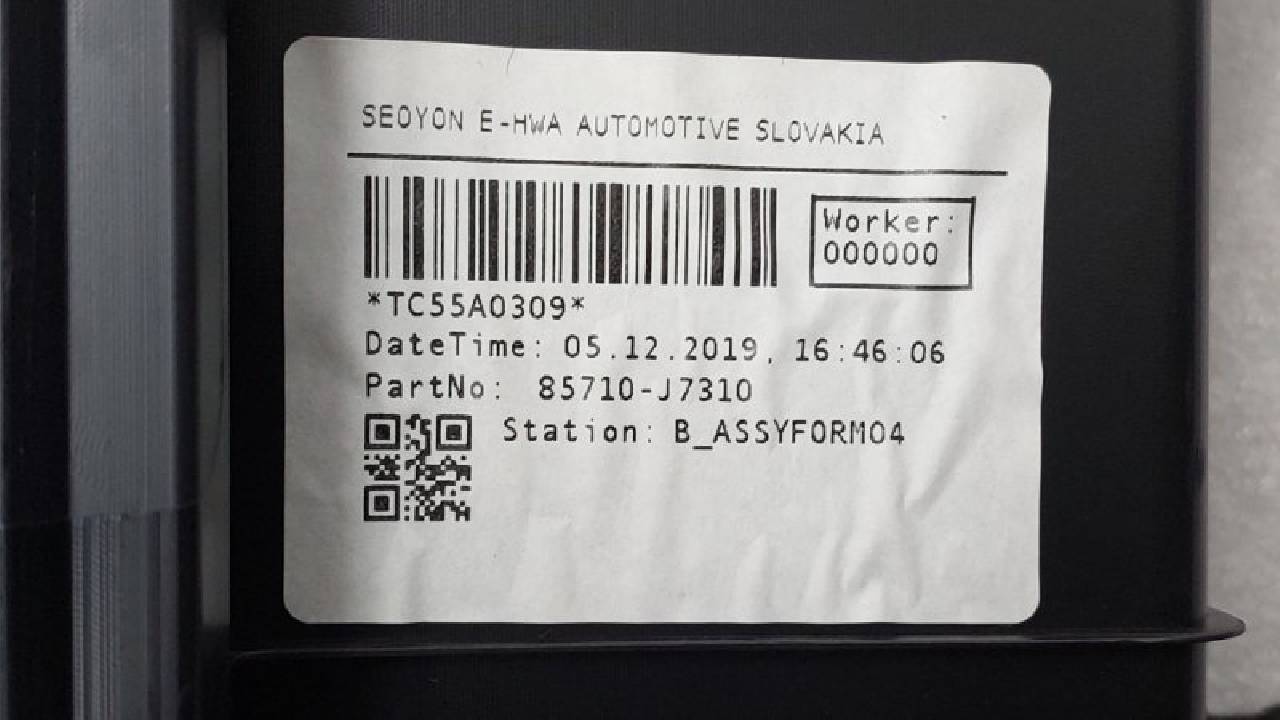 SEOYON E-HWA AUTOMOTIVE SLOVAKIA
Worker:
000000
*TC55A0309*
DateTime: 05.12.2019, 16:46:06
PartNo: 85710-J7310
Station: B_ASSYFORM04